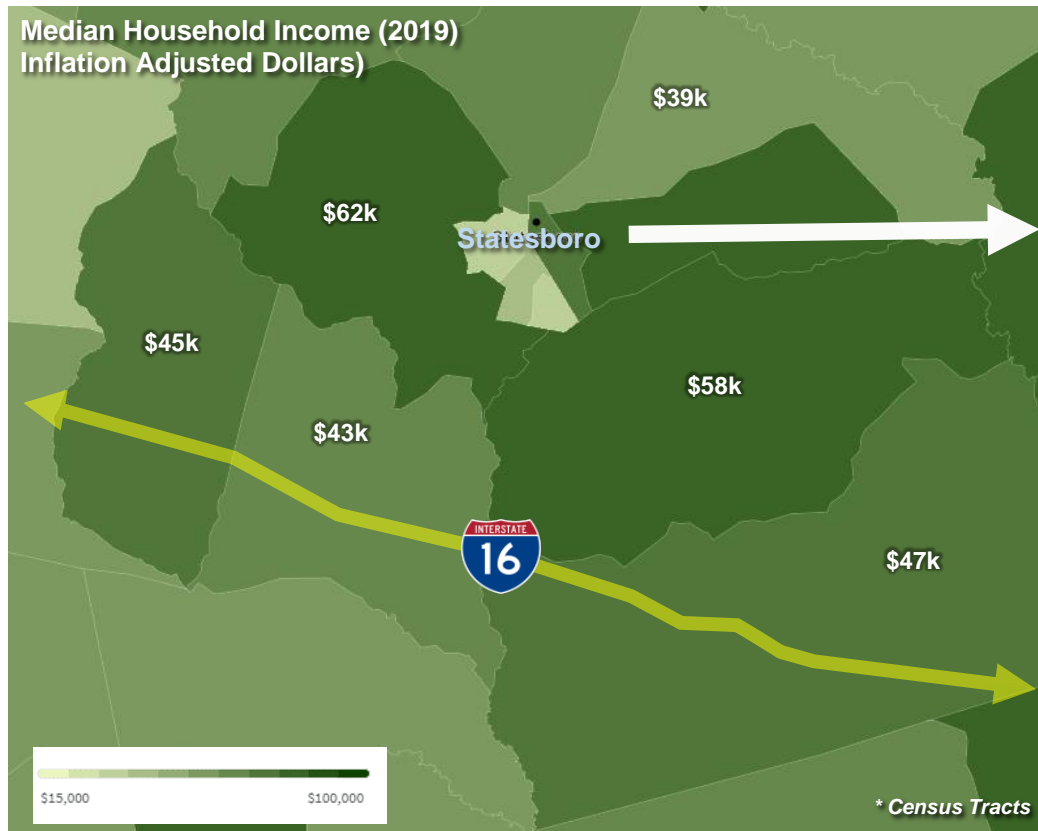 Median Household Income (2019)
Inflation Adjusted Dollars)
$39k
$62k
Statesboro
$45k
$58k
$43k
INTERSTATE
16
$47k
$15,000
$100,000
* Census Tracts